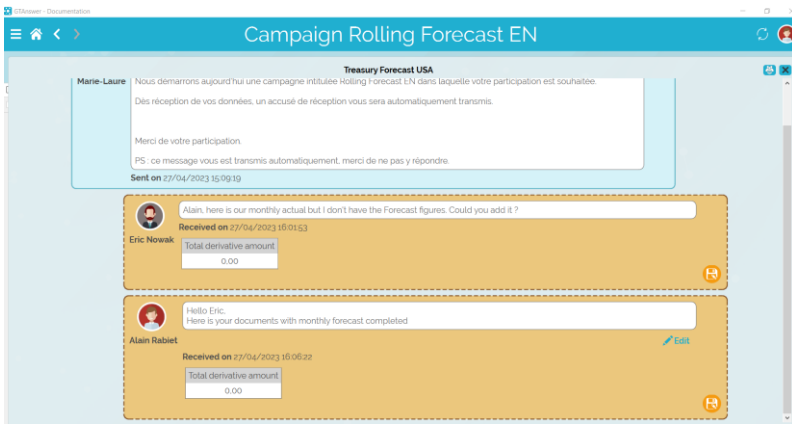 GTAnswer - Documentation
Campaign Rolling Forecast EN
Treasury Forecast USA
Marie-Laure
Nous démarrons aujourd'hui une campagne intitulée Rolling Forecast EN dans laquelle votre participation est souhaitée.
Dès réception de vos données, un accusé de réception vous sera automatiquement transmis.
Merci de votre participation.
PS : ce message vous est transmis automatiquement, merci de ne pas y répondre.
Sent on 27/04/2023 15:09:19
Alain, here is our monthly actual but I don't have the Forecast figures. Could you add it ?
Received on 27/04/2023 16:01:53
Eric Nowak
Total derivative amount
0.00
Hello Eric,
Here is your documents with monthly forecast completed
Alain Rabiet
Edit
Received on 27/04/2023 16:06:22
Total derivative amount
0.00